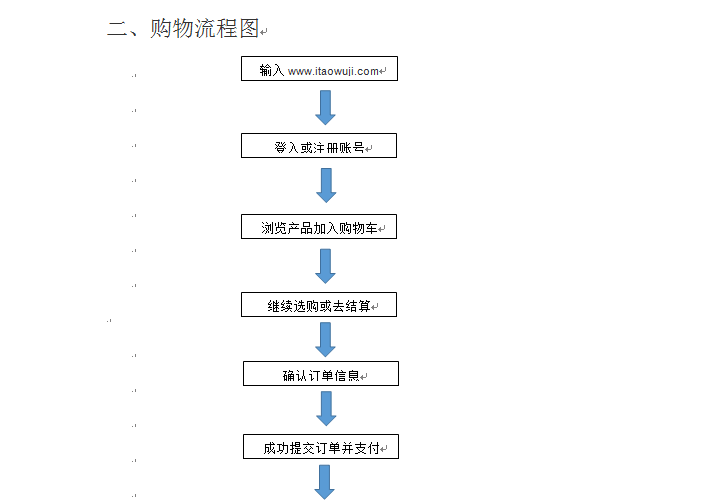 二、购物流程图
输入 www.itaowuji.com
登入或注册账号
浏览产品加入购物车
继续选购或去结算
确认订单信息
成功提交订单并支付